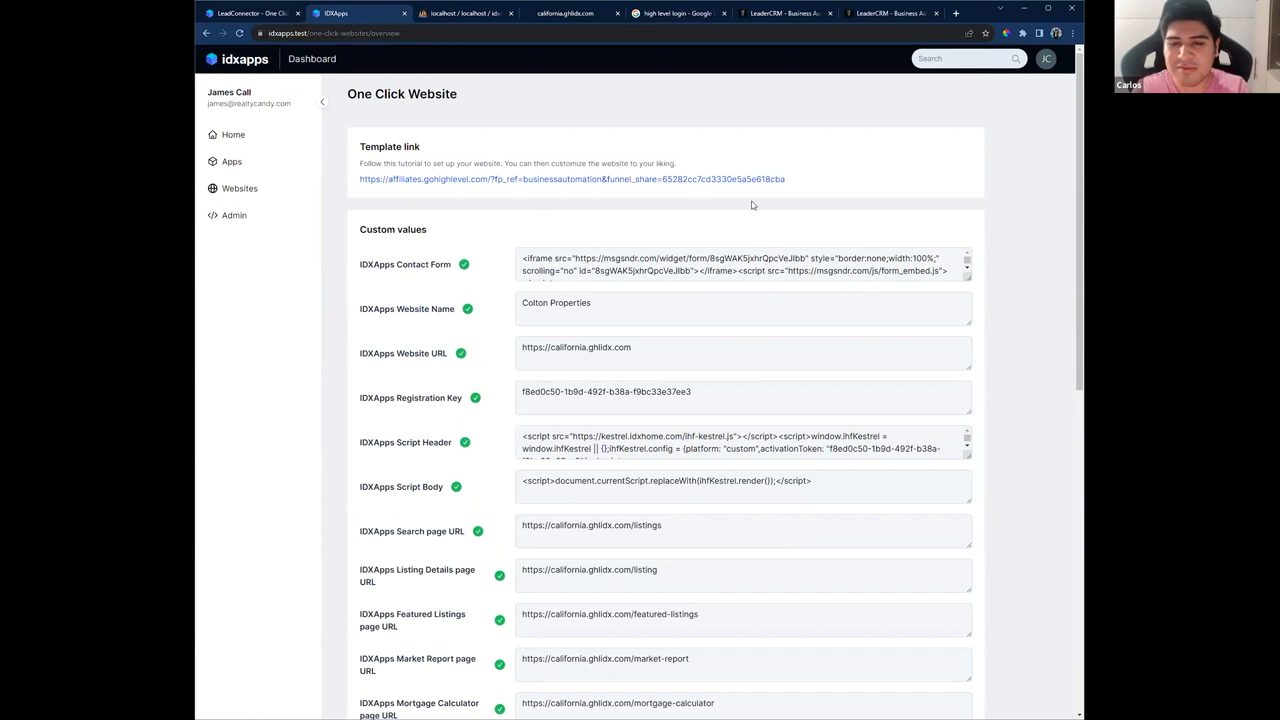 LeadConnector - One Clic
IDXApps
localhost / localhost / idx
california.ghlidx.com
high level login - Google S
LeaderCRM - Business Aut
LeaderCRM - Business Aut
idxapps.test/one-click-websites/overview
idxapps
Dashboard
Search
JC
Carlos
James Call
james@realtycandy.com
Home
Apps
Websites
Admin
One Click Website
Template link
Follow this tutorial to set up your website. You can then customize the website to your liking.
https://affiliates.gohighlevel.com/?fp_ref=businessautomation&funnel_share=65282cc7cd3330e5a5e618cba
Custom values
IDXApps Contact Form
<iframe src="https://msgsndr.com/widget/form/8sgWAK5jxhrQpcVeJlbb" style="border:none;width:100%;"
scrolling="no" id="8sgWAK5jxhrQpcVeJlbb"></iframe><script src="https://msgsndr.com/js/form_embed.js">
IDXApps Website Name
Colton Properties
IDXApps Website URL
https://california.ghlidx.com
IDXApps Registration Key
f8ed0c50-1b9d-492f-b38a-f9bc33e37ee3
IDXApps Script Header
<script src="https://kestrel.idxhome.com/ihf-kestrel.js"></script><script>window.ihfKestrel =
window.ihfKestrel || {};ihfKestrel.config = {platform: "custom",activationToken: "f8ed0c50-1b9d-492f-b38a-
IDXApps Script Body
<script>document.currentScript.replaceWith(ihfKestrel.render());</script>
IDXApps Search page URL
https://california.ghlidx.com/listings
IDXApps Listing Details page
URL
https://california.ghlidx.com/listing
IDXApps Featured Listings
page URL
https://california.ghlidx.com/featured-listings
IDXApps Market Report page
URL
https://california.ghlidx.com/market-report
IDXApps Mortgage Calculator
page URL
https://california.ghlidx.com/mortgage-calculator